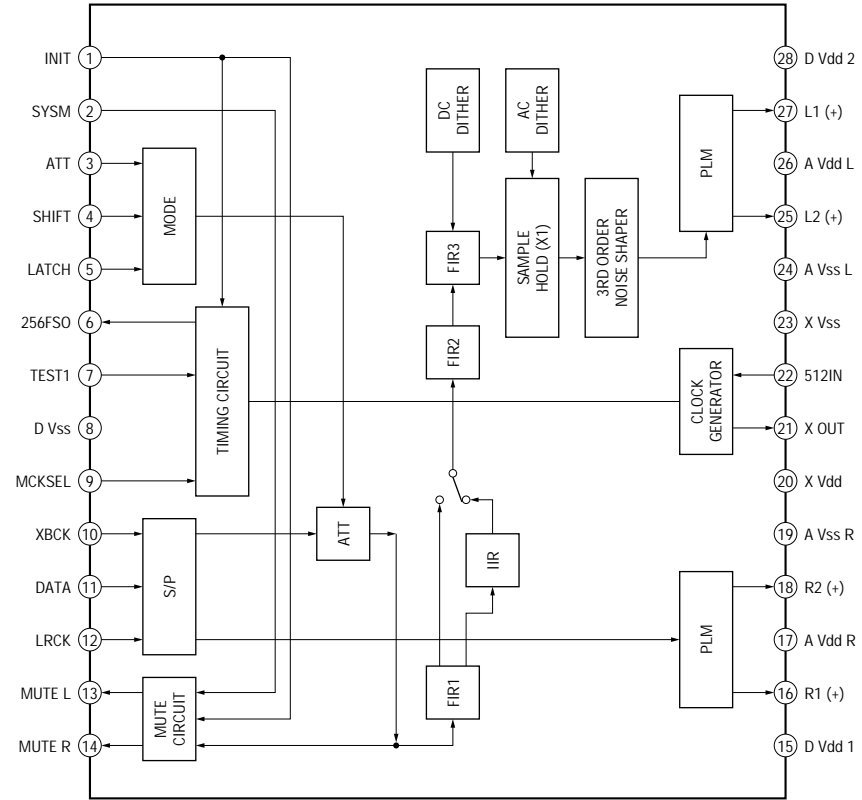 INIT 1
SYSM 2
ATT 3
SHIFT 4
LATCH 5
256FSO 6
TEST1 7
D Vss 8
MCKSEL 9
XBCK 10
DATA 11
LRCK 12
MUTE L 13
MUTE R 14
MODE
TIMING CIRCUIT
S/P
MUTE
CIRCUIT
ATT
DC
DITHER
AC
DITHER
FIR3
FIR2
IIR
FIR1
SAMPLE
HOLD (X1)
3RD ORDER
NOISE SHAPER
PLM
CLOCK
GENERATOR
PLM
28 D Vdd 2
27 L1 (+)
26 A Vdd L
25 L2 (+)
24 A Vss L
23 X Vss
22 512IN
21 X OUT
20 X Vdd
19 A Vss R
18 R2 (+)
17 A Vdd R
16 R1 (+)
15 D Vdd 1